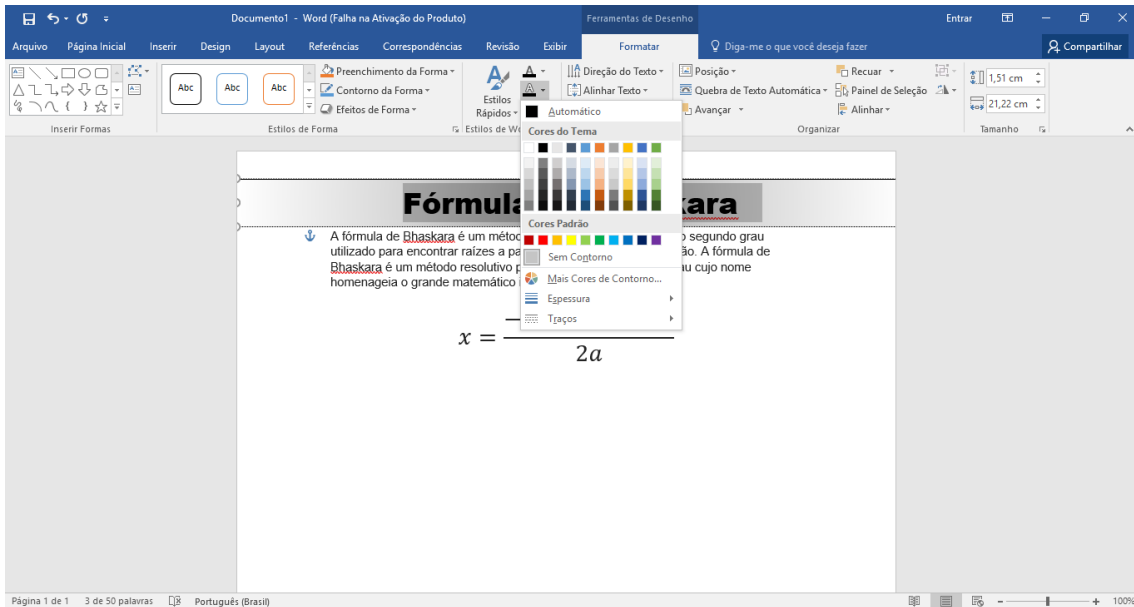 Documento1 - Word (Falha na Ativação do Produto)
Ferramentas de Desenho
Entrar
Arquivo Página Inicial Inserir Design Layout Referências Correspondências Revisão Exibir Formatar Diga-me o que você deseja fazer Compartilhar
Abc Abc Abc
Preenchimento da Forma
Contorno da Forma
Efeitos de Forma
Estilos
Rápidos
Direção do Texto
Alinhar Texto
Posição
Quebra de Texto Automática
Avançar
Recuar
Painel de Seleção
Alinhar
1,51 cm
21,22 cm
Inserir Formas Estilos de Forma Estilos de Organizar Tamanho
Automático
Cores do Tema
Cores Padrão
Sem Contorno
Mais Cores de Contorno...
Espessura
Traços
Fórmula kara
A fórmula de Bhaskara é um segundo grau
utilizado para encontrar raízes a A fórmula de
Bhaskara é um método resolutivo cujo nome
homenageia o grande matemático
x =
2a
Página 1 de 1 3 de 50 palavras Português (Brasil) 100%